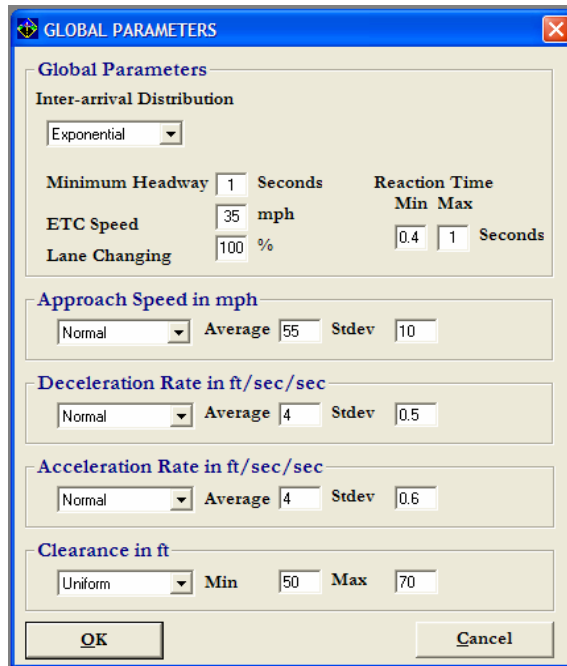 GLOBAL PARAMETERS
Global Parameters
Inter-arrival Distribution
Exponential
Minimum Headway 1 Seconds Reaction Time
Min Max
ETC Speed 35 mph 0.4 1 Seconds
Lane Changing 100 %
Approach Speed in mph
Normal Average 55 Stdev 10
Deceleration Rate in ft/sec/sec
Normal Average 4 Stdev 0.5
Acceleration Rate in ft/sec/sec
Normal Average 4 Stdev 0.6
Clearance in ft
Uniform Min 50 Max 70
OK Cancel